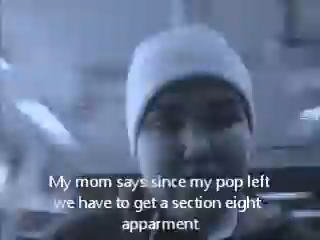 My mom says since my pop left
we have to get a section eight
apparment